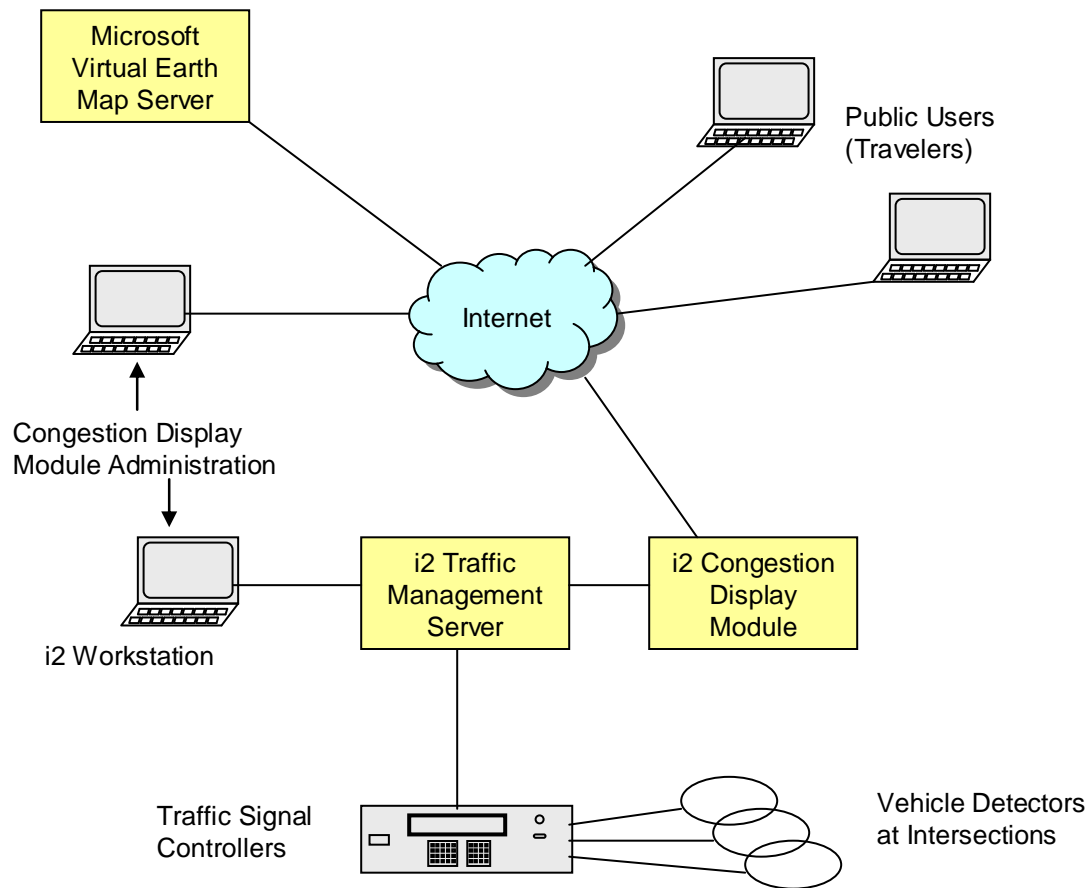 Microsoft
Virtual Earth
Map Server
Public Users
(Travelers)
Internet
Congestion Display
Module Administration
i2 Traffic
Management
Server
i2 Congestion
Display
Module
i2 Workstation
Traffic Signal
Controllers
Vehicle Detectors
at Intersections